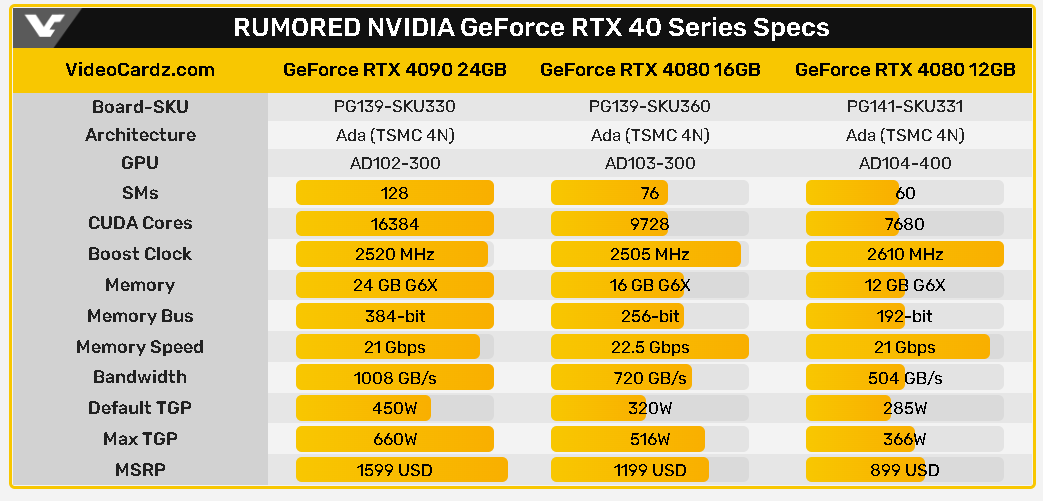 RUMORED NVIDIA GeForce RTX 40 Series Specs
VideoCardz.com GeForce RTX 4090 24GB GeForce RTX 4080 16GB GeForce RTX 4080 12GB
Board-SKU PG139-SKU330 PG139-SKU360 PG141-SKU331
Architecture Ada (TSMC 4N) Ada (TSMC 4N) Ada (TSMC 4N)
GPU AD102-300 AD103-300 AD104-400
SMs 128 76 60
CUDA Cores 16384 9728 7680
Boost Clock 2520 MHz 2505 MHz 2610 MHz
Memory 24 GB G6X 16 GB G6X 12 GB G6X
Memory Bus 384-bit 256-bit 192-bit
Memory Speed 21 Gbps 22.5 Gbps 21 Gbps
Bandwidth 1008 GB/s 720 GB/s 504 GB/s
Default TGP 450W 320W 285W
Max TGP 660W 516W 366W
MSRP 1599 USD 1199 USD 899 USD